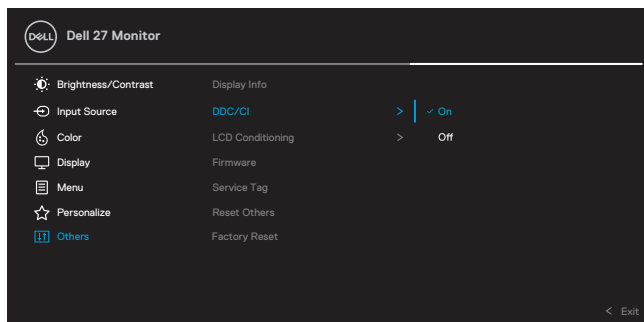 DELL Dell 27 Monitor
Brightness/Contrast Display Info
Input Source DDC/CI > ✓ On
Color LCD Conditioning > Off
Display Firmware
Menu Service Tag
Personalize Reset Others
Others Factory Reset
< Exit